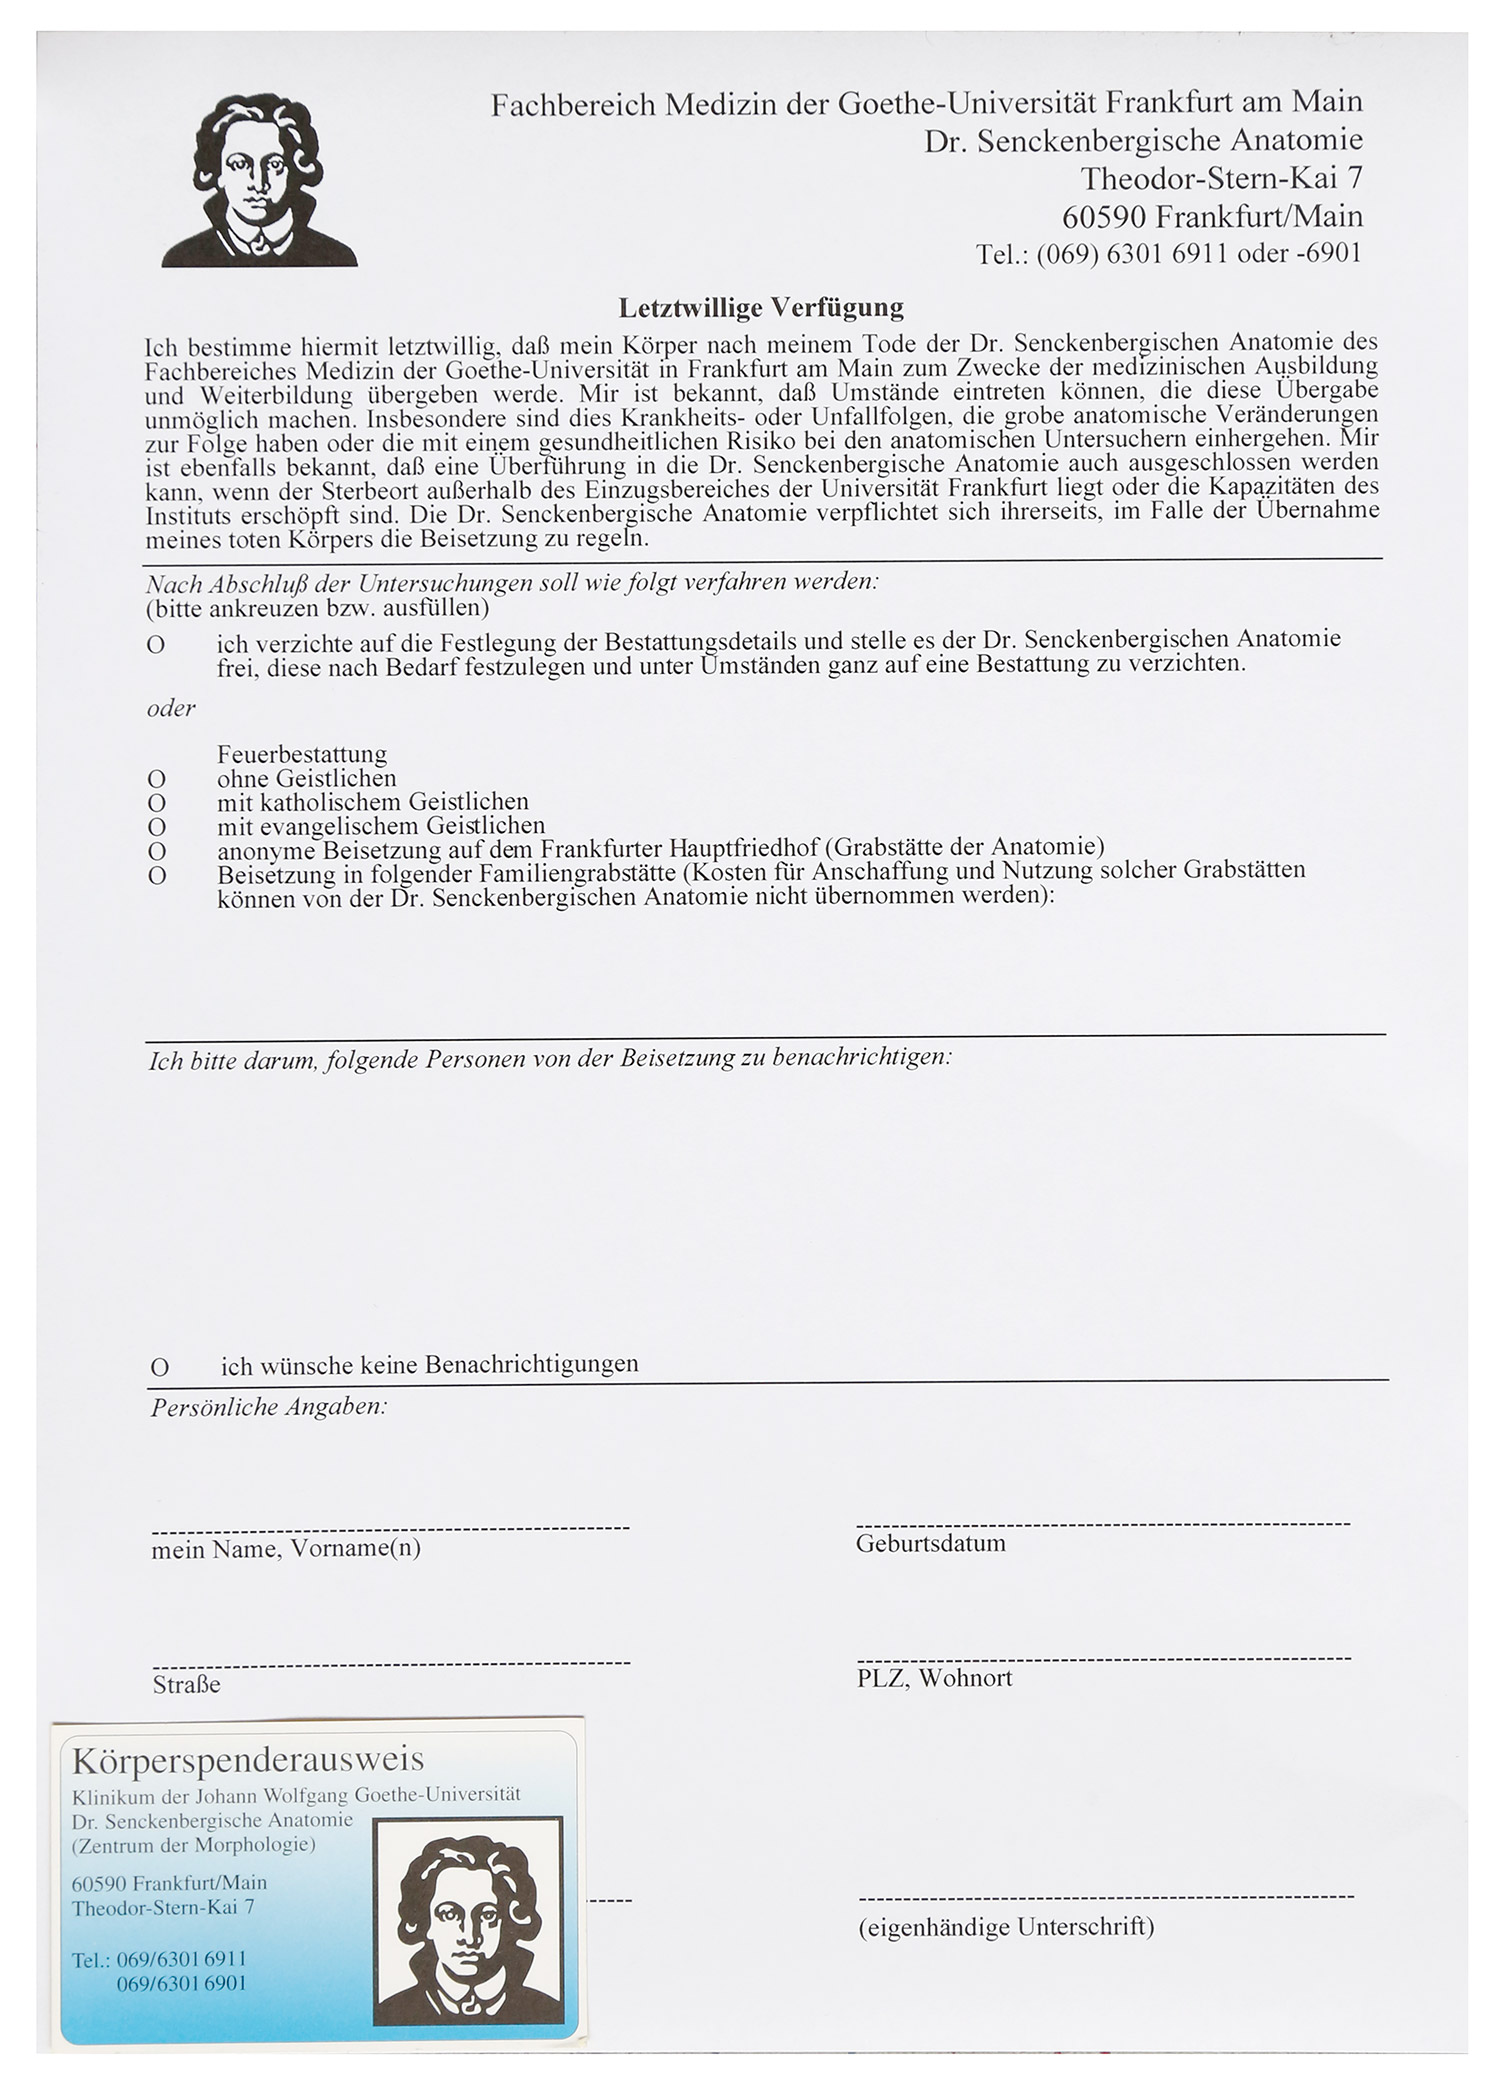 Fachbereich Medizin der Goethe-Universität Frankfurt am Main
Dr. Senckenbergische Anatomie
Theodor-Stern-Kai 7
60590 Frankfurt/Main
Tel.: (069) 6301 6911 oder -6901
Letztwillige Verfügung
Ich bestimme hiermit letztwillig, daß mein Körper nach meinem Tode der Dr. Senckenbergischen Anatomie des
Fachbereiches Medizin der Goethe-Universität in Frankfurt am Main zum Zwecke der medizinischen Ausbildung
und Weiterbildung übergeben werde. Mir ist bekannt, daß Umstände eintreten können, die diese Übergabe
unmöglich machen. Insbesondere sind dies Krankheits- oder Unfallfolgen, die grobe anatomische Veränderungen
zur Folge haben oder die mit einem gesundheitlichen Risiko bei den anatomischen Untersuchern einhergehen. Mir
ist ebenfalls bekannt, daß eine Überführung in die Dr. Senckenbergische Anatomie auch ausgeschlossen werden
kann, wenn der Sterbeort außerhalb des Einzugsbereiches der Universität Frankfurt liegt oder die Kapazitäten des
Instituts erschöpft sind. Die Dr. Senckenbergische Anatomie verpflichtet sich ihrerseits, im Falle der Übernahme
meines toten Körpers die Beisetzung zu regeln.
Nach Abschluß der Untersuchungen soll wie folgt verfahren werden:
(bitte ankreuzen bzw. ausfüllen)
O ich verzichte auf die Festlegung der Bestattungsdetails und stelle es der Dr. Senckenbergischen Anatomie
frei, diese nach Bedarf festzulegen und unter Umständen ganz auf eine Bestattung zu verzichten.
oder
Feuerbestattung
O ohne Geistlichen
O mit katholischem Geistlichen
O mit evangelischem Geistlichen
O anonyme Beisetzung auf dem Frankfurter Hauptfriedhof (Grabstätte der Anatomie)
O Beisetzung in folgender Familiengrabstätte (Kosten für Anschaffung und Nutzung solcher Grabstätten
können von der Dr. Senckenbergischen Anatomie nicht übernommen werden):
Ich bitte darum, folgende Personen von der Beisetzung zu benachrichtigen:
O ich wünsche keine Benachrichtigungen
Persönliche Angaben:
mein Name, Vorname(n)
Geburtsdatum
Straße
PLZ, Wohnort
(eigenhändige Unterschrift)
Körperspenderausweis
Klinikum der Johann Wolfgang Goethe-Universität
Dr. Senckenbergische Anatomie
(Zentrum der Morphologie)
60590 Frankfurt/Main
Theodor-Stern-Kai 7
Tel.: 069/6301 6911
069/6301 6901